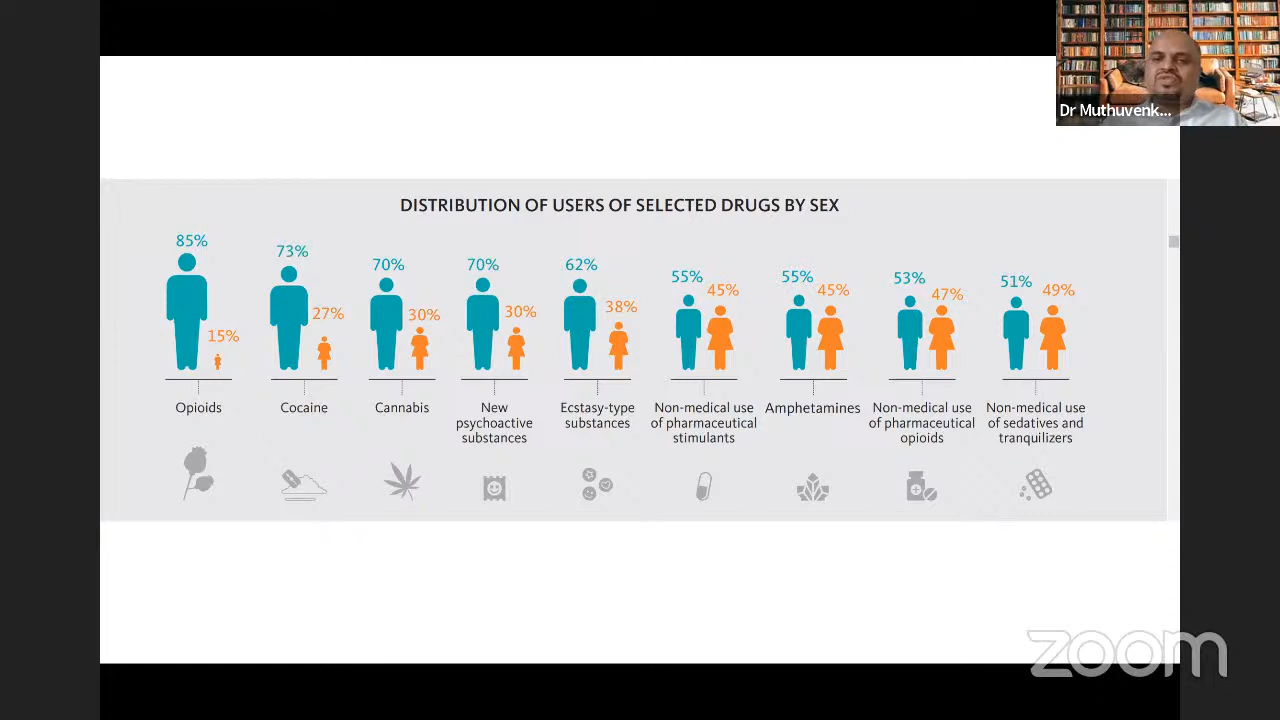 Dr Muthuvenk...
DISTRIBUTION OF USERS OF SELECTED DRUGS BY SEX
85%
15%
Opioids
73%
27%
Cocaine
70%
30%
Cannabis
70%
30%
New
psychoactive
substances
62%
38%
Ecstasy-type
substances
55%
45%
Non-medical use
of pharmaceutical
stimulants
55%
45%
Amphetamines
53%
47%
Non-medical use
of pharmaceutical
opioids
51%
49%
Non-medical use
of sedatives and
tranquilizers
zoom